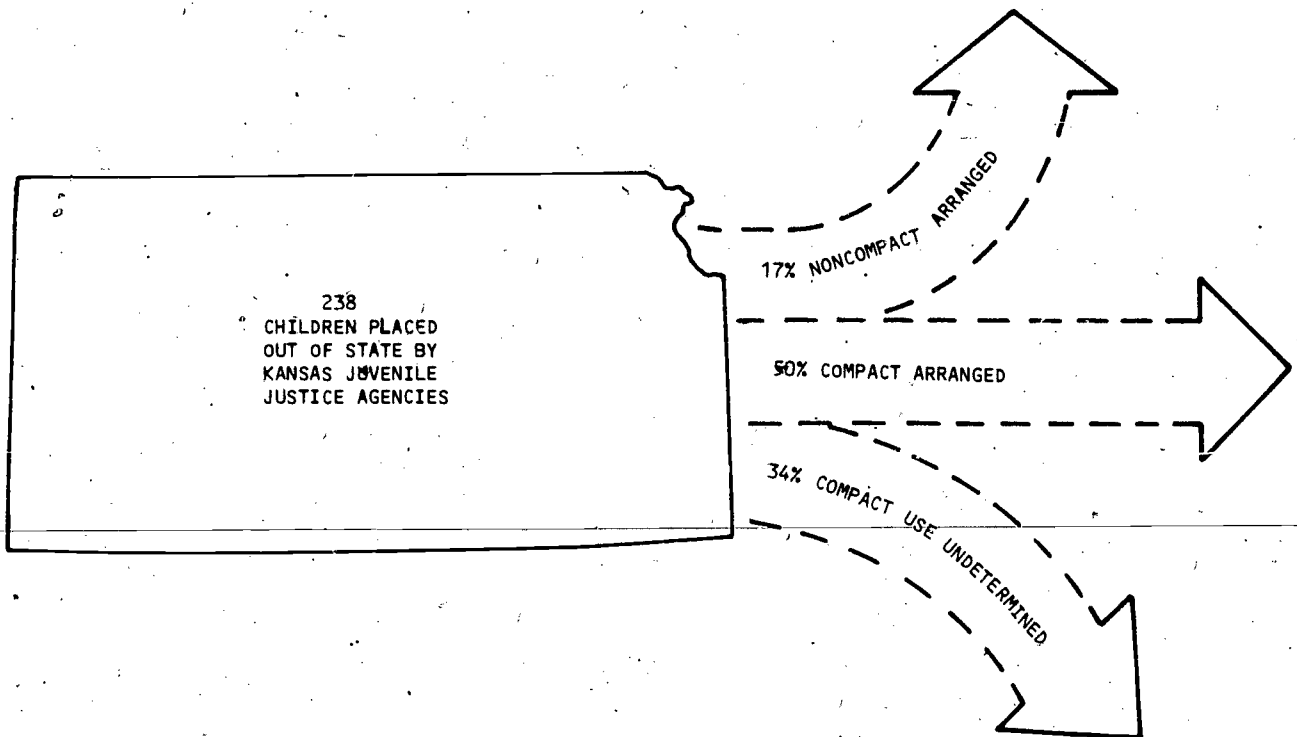 238
CHILDREN PLACED
OUT OF STATE BY
KANSAS JUVENILE
JUSTICE AGENCIES
17% NONCOMPACT ARRANGED
50% COMPACT ARRANGED
34% COMPACT USE UNDETERMINED